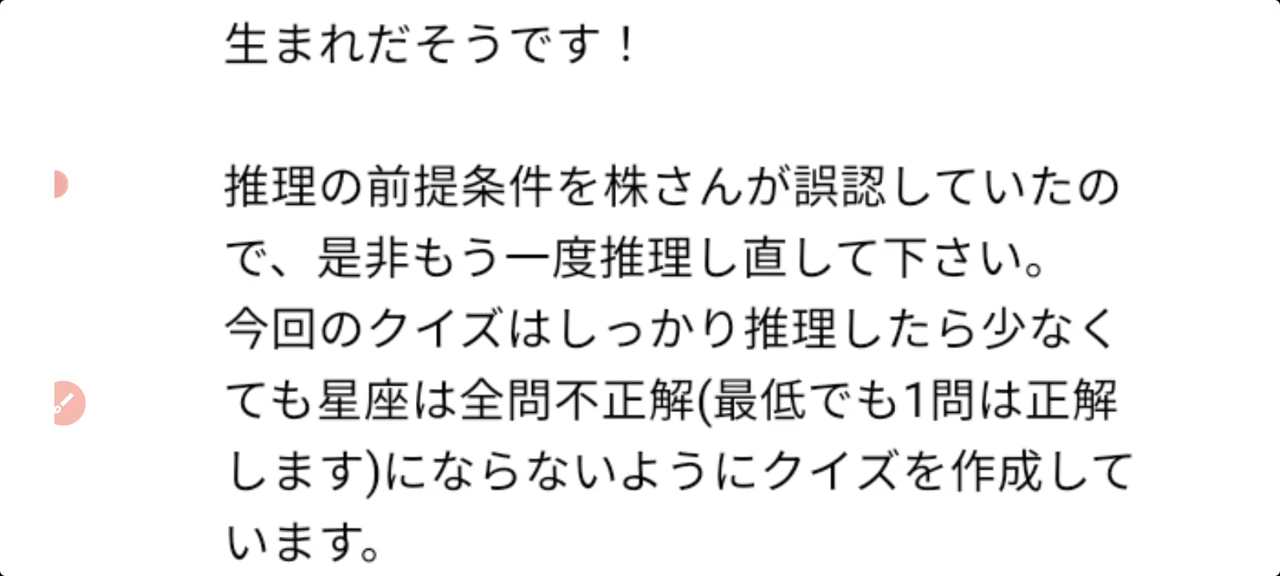 生まれだそうです！
推理の前提条件を株さんが誤認していたの
で、是非もう一度推理し直して下さい。
今回のクイズはしっかり推理したら少なく
ても星座は全問不正解(最低でも1問は正解
します)にならないようにクイズを作成して
います。